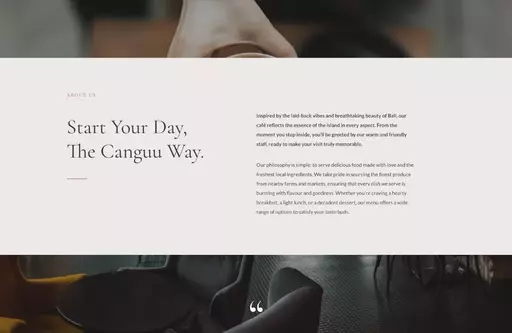 ABOUT US
Start Your Day,
The Canguu Way.
Inspired by the laid-back vibes and breathtaking beauty of Bali, our
café reflects the essence of the island in every aspect. From the
moment you step inside, you'll be greeted by our warm and friendly
staff, ready to make your visit truly memorable.
Our philosophy is simple: to serve delicious food made with love and the
freshest local ingredients. We take pride in sourcing the finest produce
from nearby farms and markets, ensuring that every dish we serve is
bursting with flavour and goodness. Whether you're craving a hearty
breakfast, a light lunch, or a decadent dessert, our menu offers a wide
range of options to satisfy your taste buds.
“